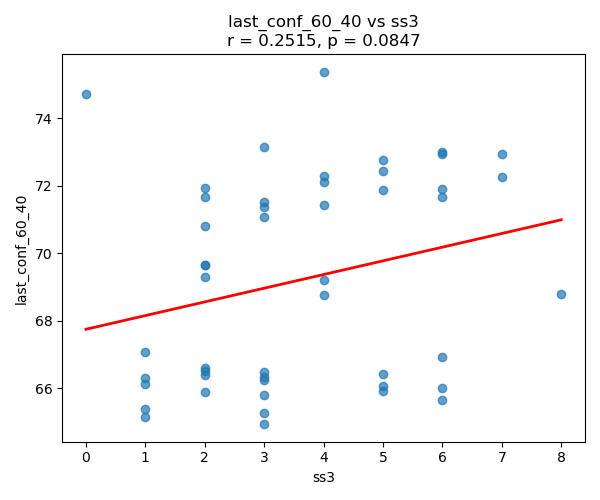 last_conf_60_40 vs ss3
r = 0.2515, p = 0.0847
74
72
70
68
66
last_conf_60_40
0 1 2 3 4 5 6 7 8
ss3